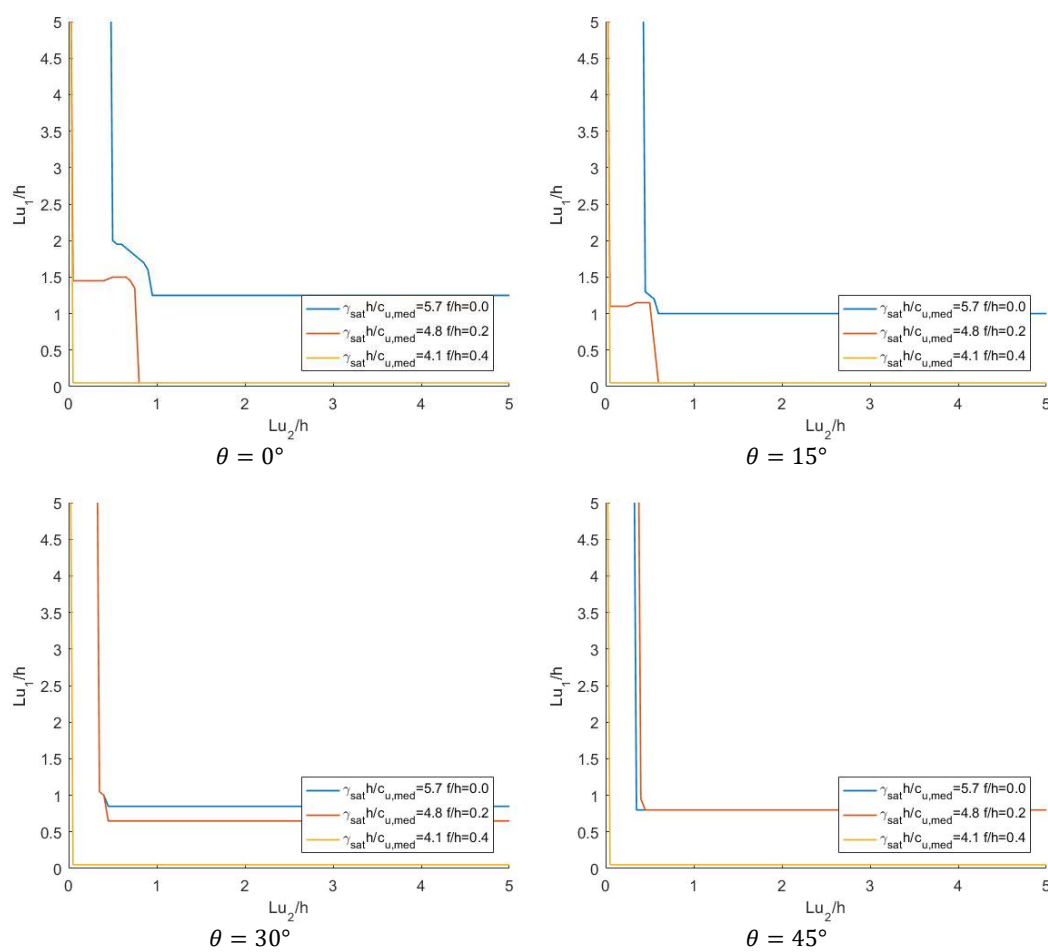 5
4.5
4
3.5
3
2.5
2
1.5
1
0.5
0
Lu1/h
γsath/cu,med=5.7 f/h=0.0
γsath/cu,med=4.8 f/h=0.2
γsath/cu,med=4.1 f/h=0.4
0 1 2 3 4 5
Lu2/h
θ = 0°
5
4.5
4
3.5
3
2.5
2
1.5
1
0.5
0
Lu1/h
γsath/cu,med=5.7 f/h=0.0
γsath/cu,med=4.8 f/h=0.2
γsath/cu,med=4.1 f/h=0.4
0 1 2 3 4 5
Lu2/h
θ = 15°
5
4.5
4
3.5
3
2.5
2
1.5
1
0.5
0
Lu1/h
γsath/cu,med=5.7 f/h=0.0
γsath/cu,med=4.8 f/h=0.2
γsath/cu,med=4.1 f/h=0.4
0 1 2 3 4 5
Lu2/h
θ = 30°
5
4.5
4
3.5
3
2.5
2
1.5
1
0.5
0
Lu1/h
γsath/cu,med=5.7 f/h=0.0
γsath/cu,med=4.8 f/h=0.2
γsath/cu,med=4.1 f/h=0.4
0 1 2 3 4 5
Lu2/h
θ = 45°